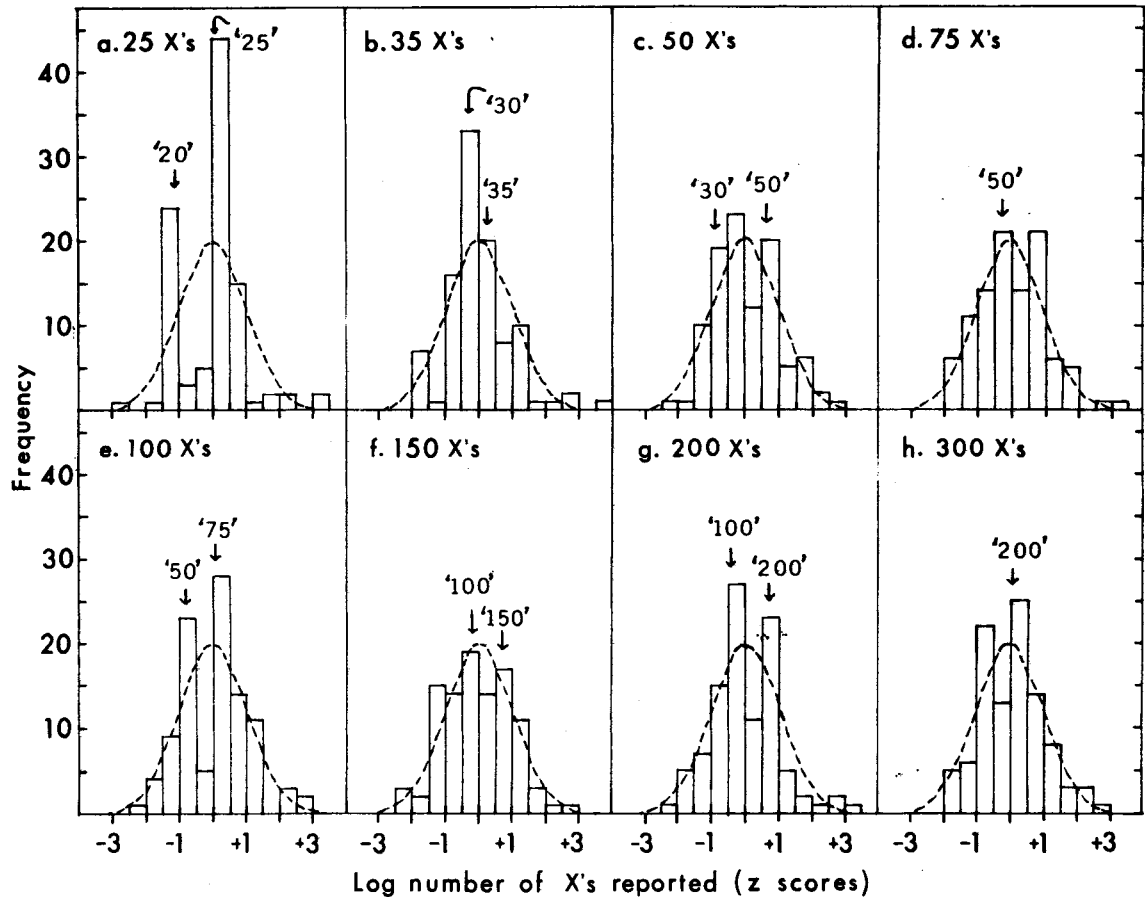 a. 25 X's
'25'
'20'
b. 35 X's
'30'
'35'
c. 50 X's
'30'
'50'
d. 75 X's
'50'
40
30
20
10
Frequency
e. 100 X's
'75'
'50'
f. 150 X's
'100'
'150'
g. 200 X's
'100'
'200'
h. 300 X's
'200'
40
30
20
10
-3 -1 +1 +3
-3 -1 +1 +3
-3 -1 +1 +3
-3 -1 +1 +3
Log number of X's reported (z scores)